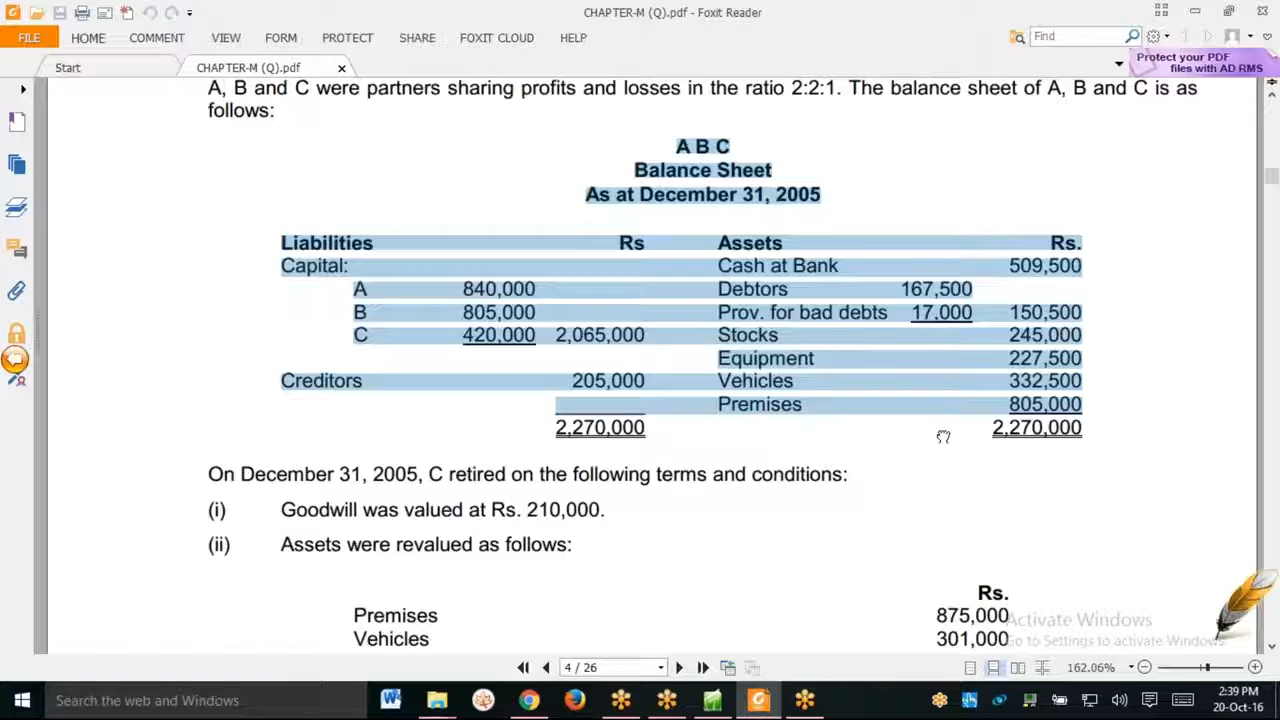 CHAPTER-M (Q).pdf - Foxit Reader
FILE HOME COMMENT VIEW FORM PROTECT SHARE FOXIT CLOUD HELP Find
Start CHAPTER-M (Q).pdf Protect your PDF
files with AD RMS
A, B and C were partners sharing profits and losses in the ratio 2:2:1. The balance sheet of A, B and C is as
follows:
A B C
Balance Sheet
As at December 31, 2005
Liabilities Rs Assets Rs.
Capital: Cash at Bank 509,500
A 840,000 Debtors 167,500
B 805,000 Prov. for bad debts 17.000 150,500
C 420,000 2,065,000 Stocks 245,000
Equipment 227,500
Creditors 205,000 Vehicles 332,500
Premises 805,000
2,270,000 2,270,000
On December 31, 2005, C retired on the following terms and conditions:
(i) Goodwill was valued at Rs. 210,000.
(ii) Assets were revalued as follows:
Rs.
Premises 875,000
Vehicles 301,000
Activate Windows
Go to Settings to activate Windows.
4 / 26 162.06%
Search the web and Windows 2:39 PM
20-Oct-16